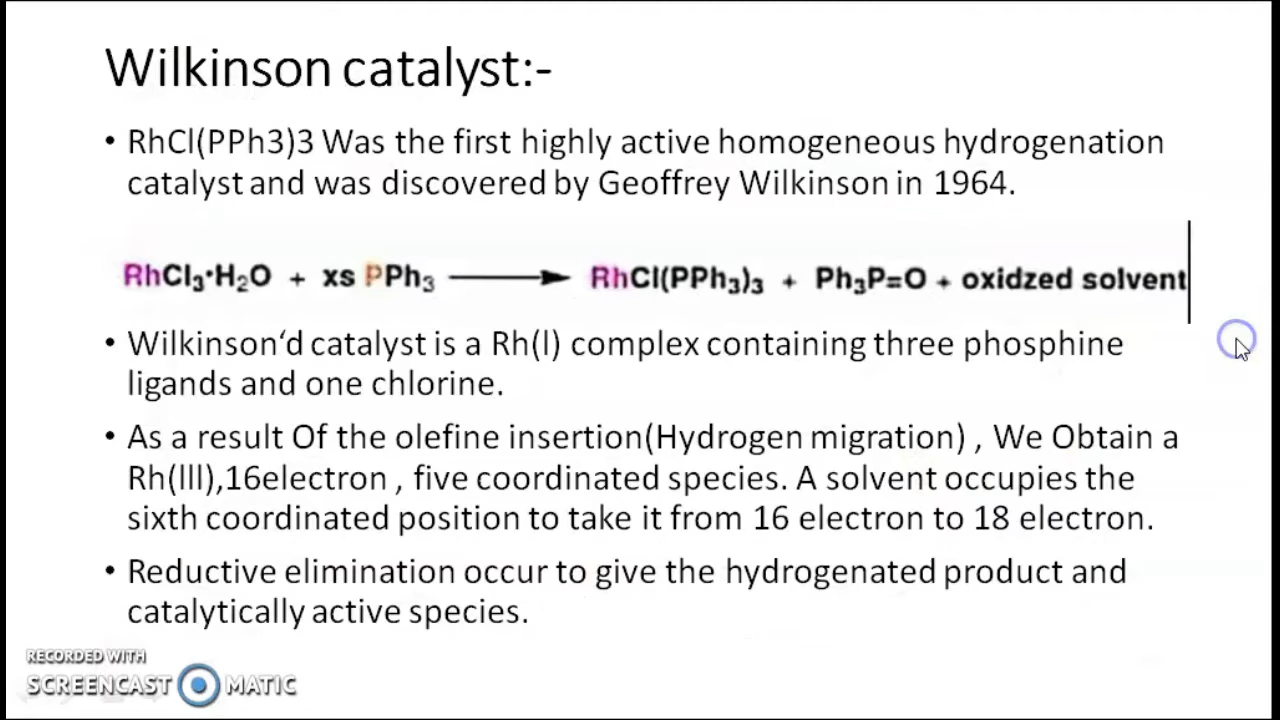 Wilkinson catalyst:-
• RhCl(PPh3)3 Was the first highly active homogeneous hydrogenation
catalyst and was discovered by Geoffrey Wilkinson in 1964.
RhCl₃·H₂O + xs PPh₃ ⟶ RhCl(PPh₃)₃ + Ph₃P=O + oxidzed solvent
• Wilkinson‘d catalyst is a Rh(l) complex containing three phosphine
ligands and one chlorine.
• As a result Of the olefine insertion(Hydrogen migration) , We Obtain a
Rh(lll),16electron , five coordinated species. A solvent occupies the
sixth coordinated position to take it from 16 electron to 18 electron.
• Reductive elimination occur to give the hydrogenated product and
catalytically active species.
RECORDED WITH
SCREENCAST MATIC